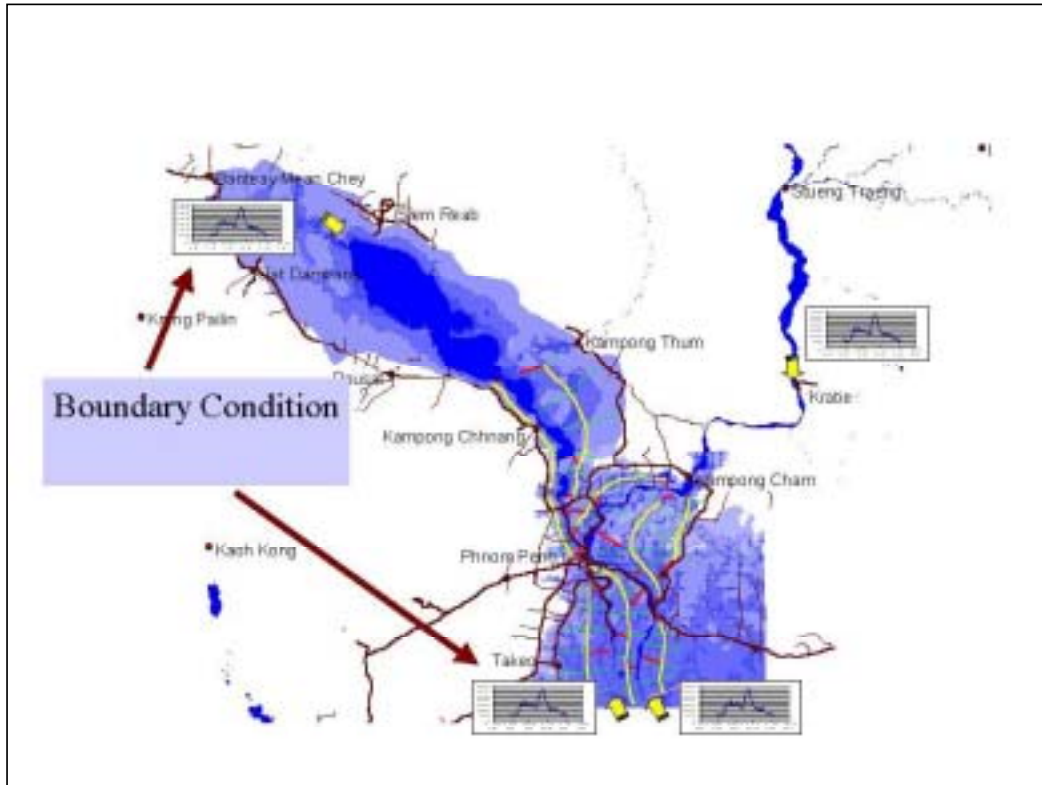 Banteay Mean Chey
Siem Reab
Stueng Traeng
Krong Pailin
Kampong Thum
Boundary Condition
Kratie
Kampong Chhnang
Kampong Cham
Kaoh Kong
Phnom Penh
Takeo